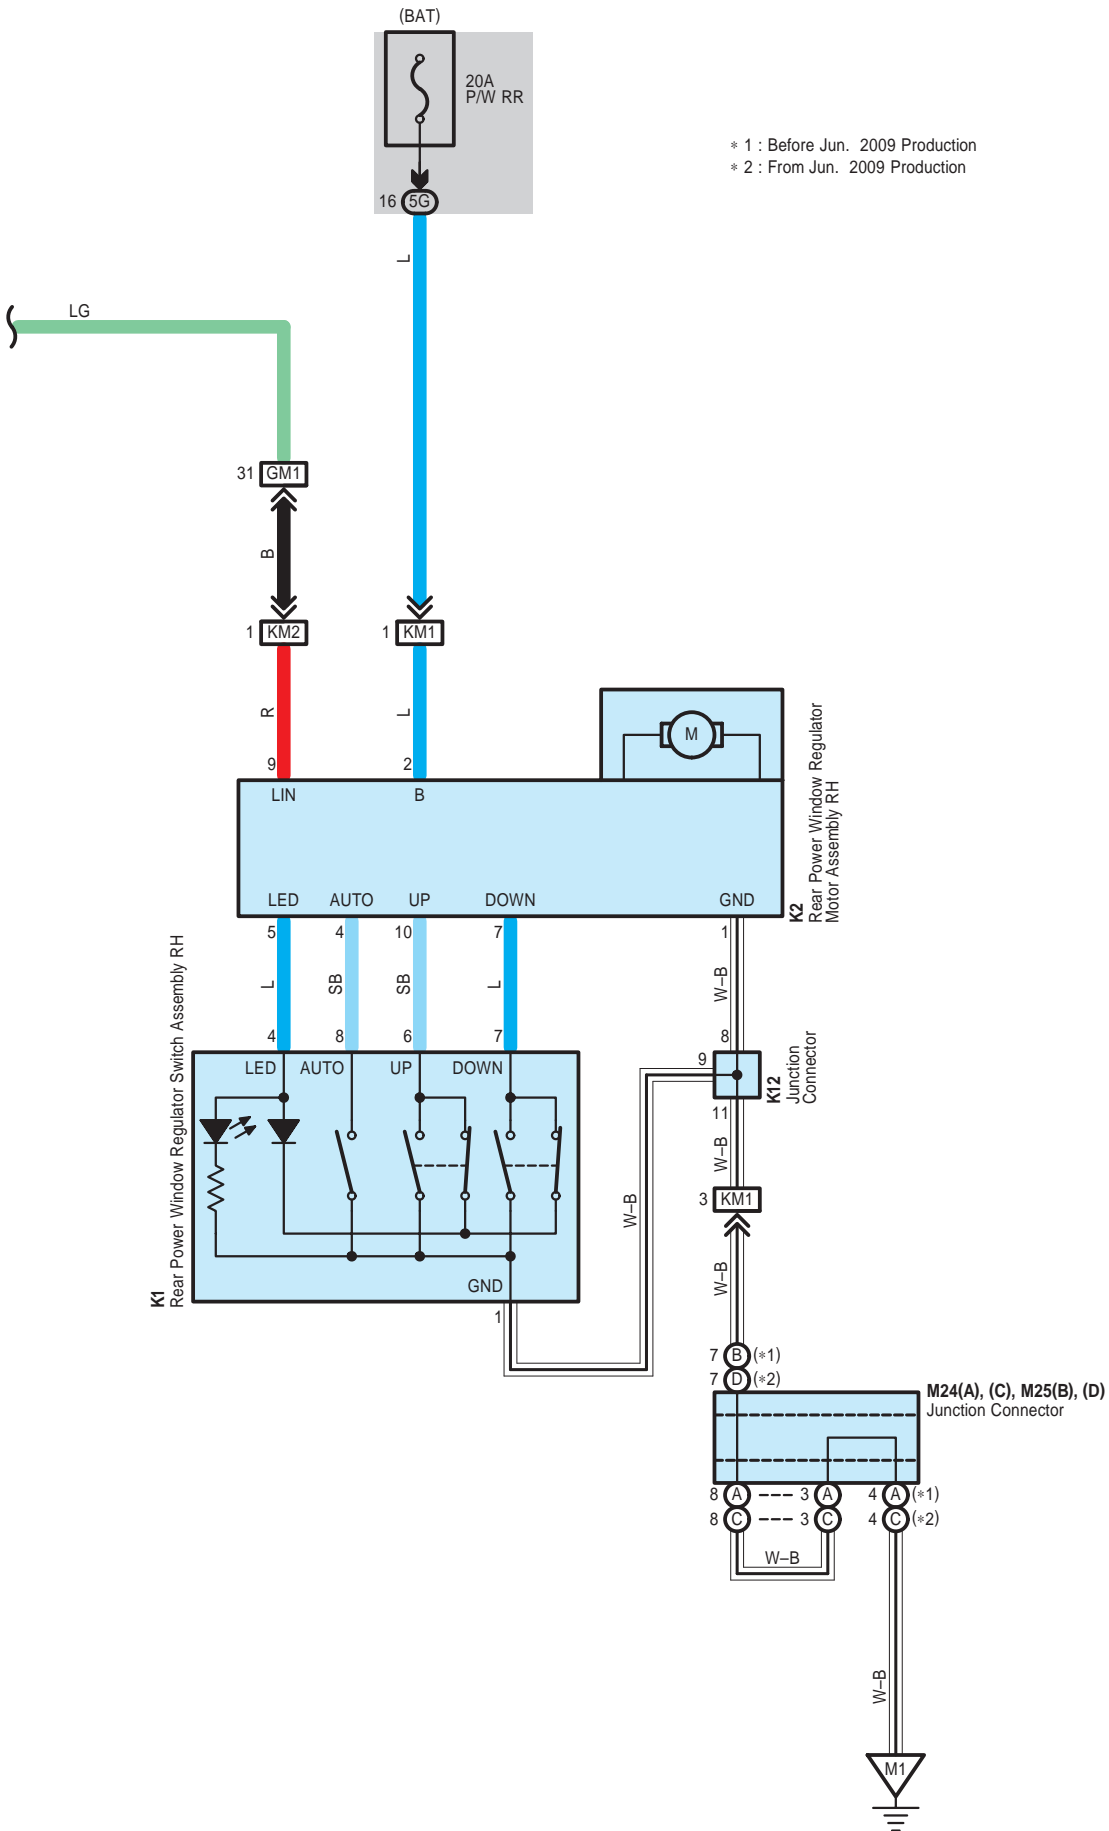 (BAT)
20A
P/W RR
∗ 1 : Before Jun. 2009 Production
∗ 2 : From Jun. 2009 Production
16 5G
L
LG
31 GM1
B
1 KM2
1 KM1
R
L
9
2
M
LIN
B
LED AUTO UP DOWN GND
K2
Rear Power Window Regulator
Motor Assembly RH
5 4 10 7 1
L SB SB L W–B
4 8 6 7 8
9
K12
Junction
Connector
11
LED AUTO UP DOWN
K1
Rear Power Window Regulator Switch Assembly RH
GND
1
W–B
W–B
3 KM1
W–B
7 B (∗1)
7 D (∗2)
M24(A), (C), M25(B), (D)
Junction Connector
8 A 3 A 4 A (∗1)
8 C 3 C 4 C (∗2)
W–B
W–B
M1